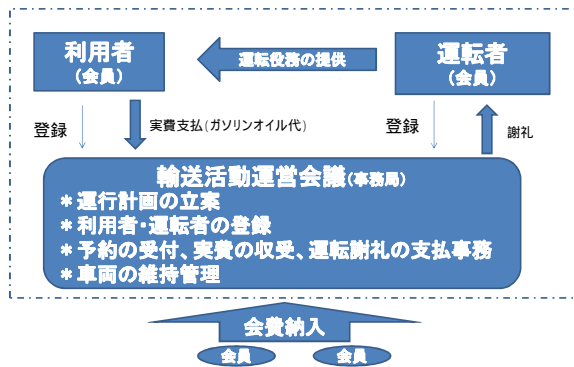 利用者
(会員)
運転役務の提供
運転者
(会員)
登録
実費支払(ガソリンオイル代)
登録
謝礼
輸送活動運営会議(事務局)
＊運行計画の立案
＊利用者・運転者の登録
＊予約の受付、実費の収受、運転謝礼の支払事務
＊車両の維持管理
会費納入
会員
会員